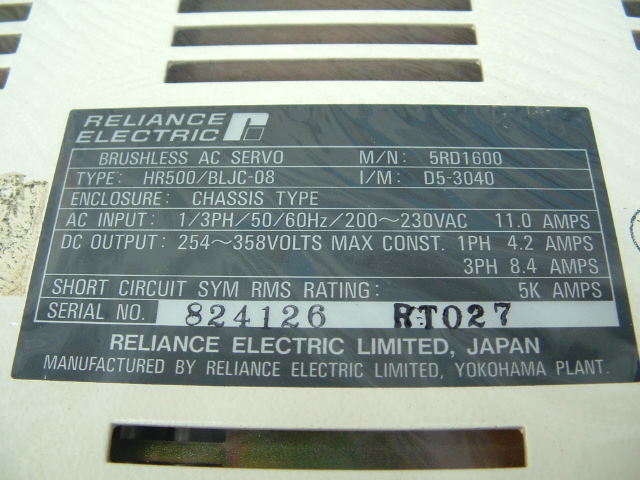 RELIANCE
ELECTRIC
BRUSHLESS AC SERVO M/N: 5RD1600
TYPE: HR500/BLJC-08 I/M: D5-3040
ENCLOSURE: CHASSIS TYPE
AC INPUT: 1/3PH/50/60Hz/200~230VAC 11.0 AMPS
DC OUTPUT: 254~358VOLTS MAX CONST. 1PH 4.2 AMPS
3PH 8.4 AMPS
SHORT CIRCUIT SYM RMS RATING: 5K AMPS
SERIAL NO. 824126 RT027
RELIANCE ELECTRIC LIMITED, JAPAN
MANUFACTURED BY RELIANCE ELECTRIC LIMITED, YOKOHAMA PLANT.